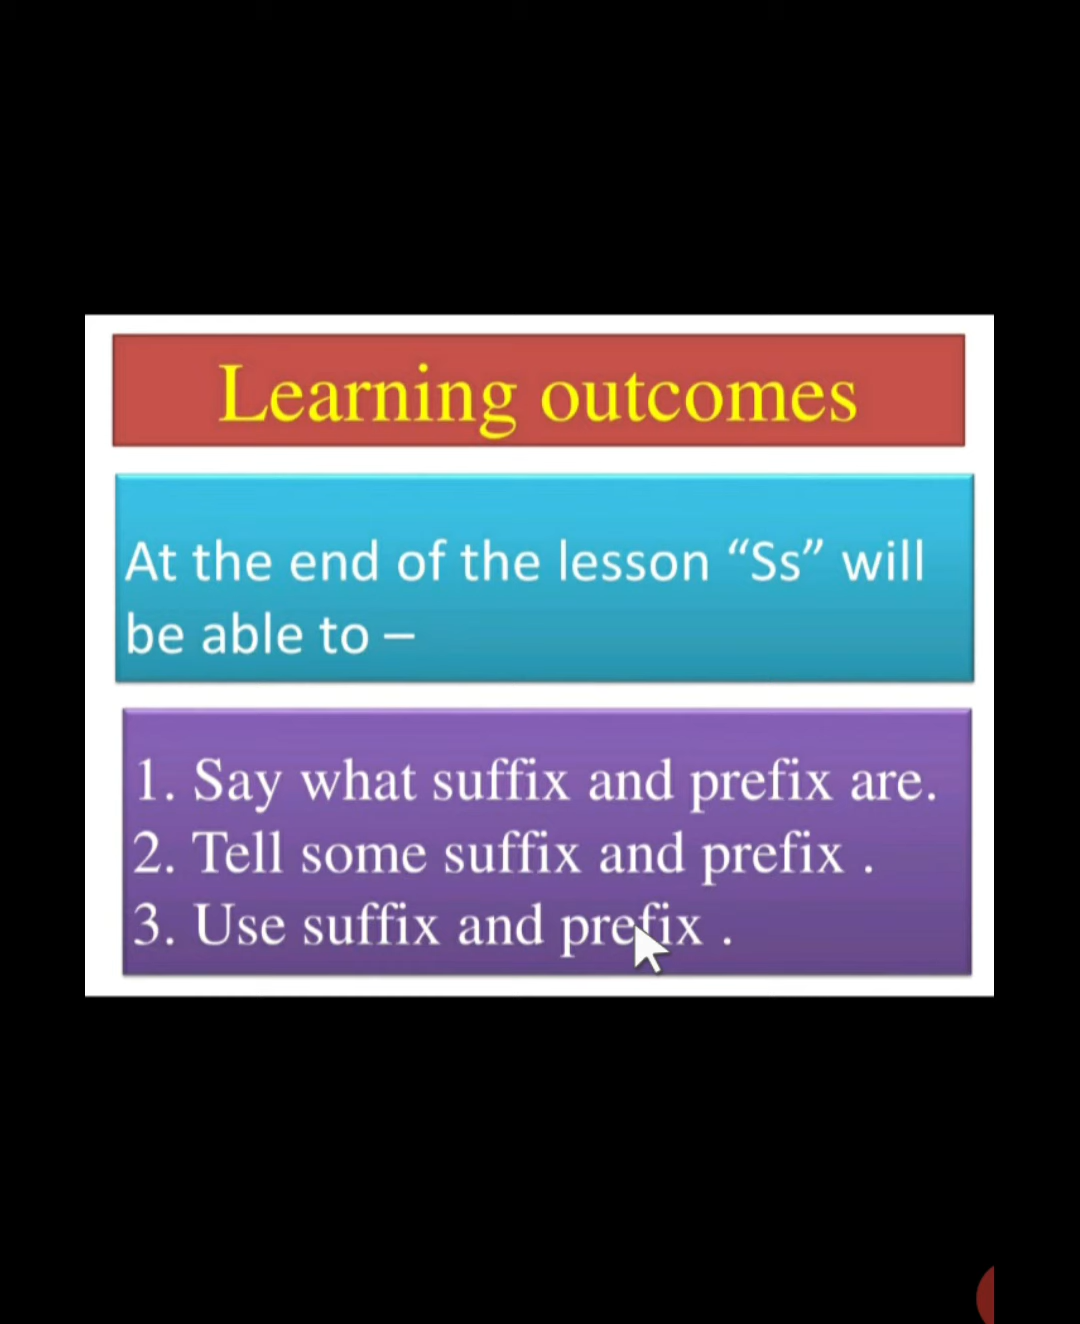 Learning outcomes
At the end of the lesson “Ss” will
be able to –
1. Say what suffix and prefix are.
2. Tell some suffix and prefix .
3. Use suffix and prefix .